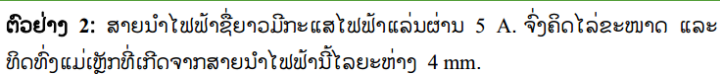 ຕົວຢ່າງ 2: ສາຍນຳໄຟຟ້າຊື່ຍາວມີກະແສໄຟຟ້າແລ່ນຜ່ານ 5 A. ຈົ່ງຄິດໄລ່ຂະໜາດ ແລະ
ທິດທົ່ງແມ່ເຫຼັກທີ່ເກີດຈາກສາຍນຳໄຟຟ້ານີ້ໄລຍະຫ່າງ 4 mm.